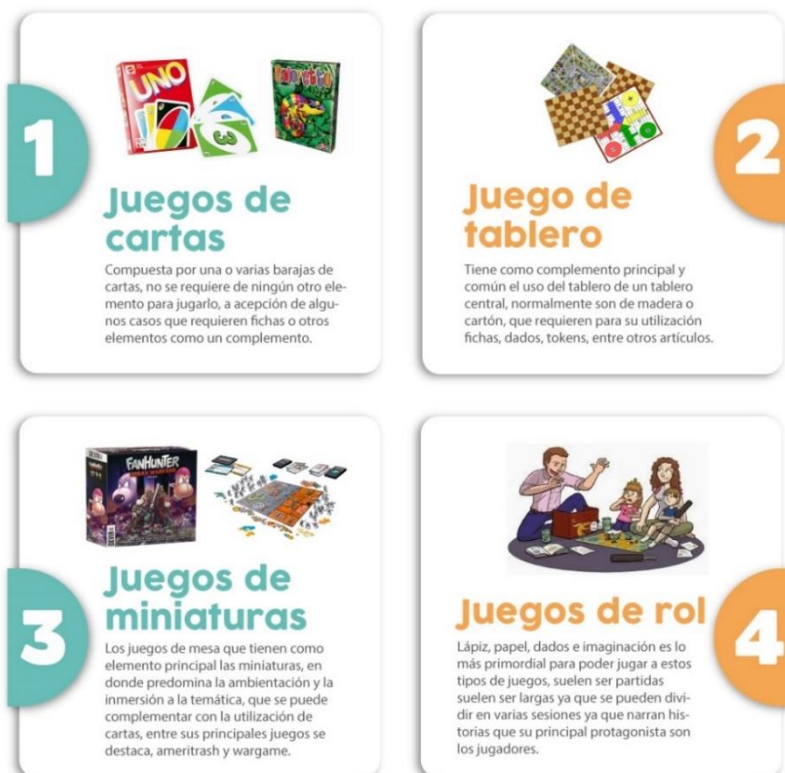 1
UNO
Juegos de
cartas
Compuesta por una o varias barajas de
cartas, no se requiere de ningún otro ele-
mento para jugarlo, a acepción de algu-
nos casos que requieren fichas o otros
elementos como un complemento.
2
Juego de
tablero
Tiene como complemento principal y
común el uso del tablero de un tablero
central, normalmente son de madera o
cartón, que requieren para su utilización
fichas, dados, tokens, entre otros artículos.
3
FANHUNTER
Juegos de
miniaturas
Los juegos de mesa que tienen como
elemento principal las miniaturas, en
donde predomina la ambientación y la
inmersión a la temática, que se puede
complementar con la utilización de
cartas, entre sus principales juegos se
destaca, ameritrash y wargame.
4
Juegos de rol
Lápiz, papel, dados e imaginación es lo
más primordial para poder jugar a estos
tipos de juegos, suelen ser partidas
suelen ser largas ya que se pueden divi-
dir en varias sesiones ya que narran his-
torias que su principal protagonista son
los jugadores.